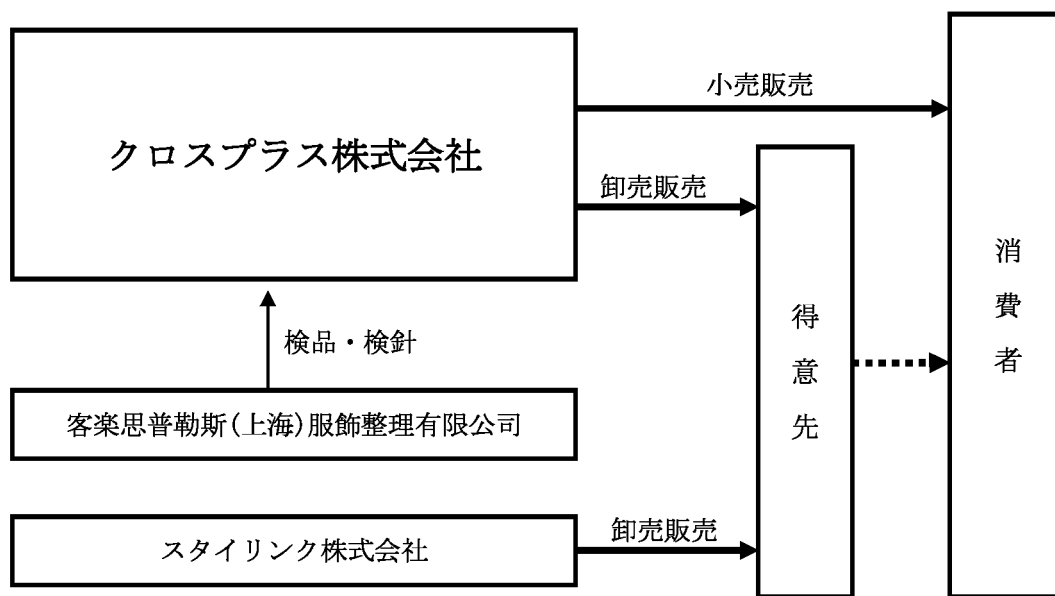 小売販売
クロスプラス株式会社
卸売販売
検品・検針
客楽思普勒斯(上海)服飾整理有限公司
スタイリンク株式会社
卸売販売
得意先
消費者